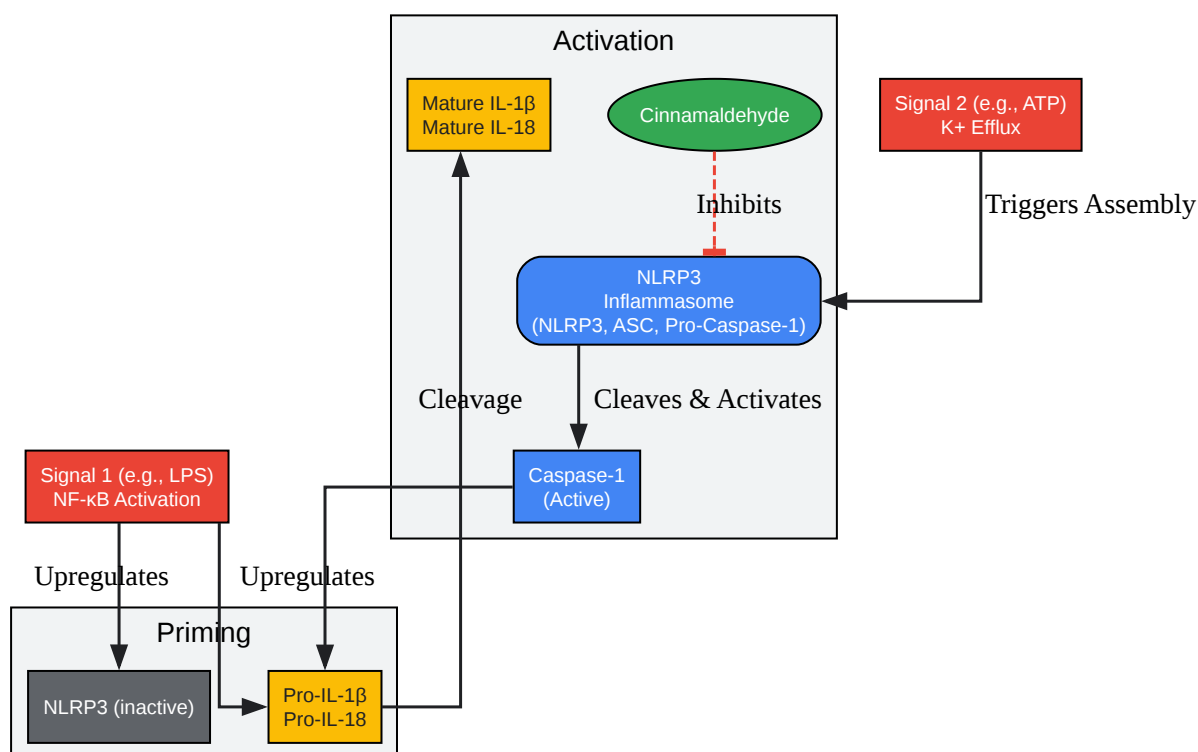 Activation
Mature IL-1β
Mature IL-18
Cinnamaldehyde
Signal 2 (e.g., ATP)
K+ Efflux
Inhibits
Triggers Assembly
NLRP3
Inflammasome
(NLRP3, ASC, Pro-Caspase-1)
Cleavage
Cleaves & Activates
Signal 1 (e.g., LPS)
NF-κB Activation
Caspase-1
(Active)
Upregulates
Upregulates
Priming
NLRP3 (inactive)
Pro-IL-1β
Pro-IL-18